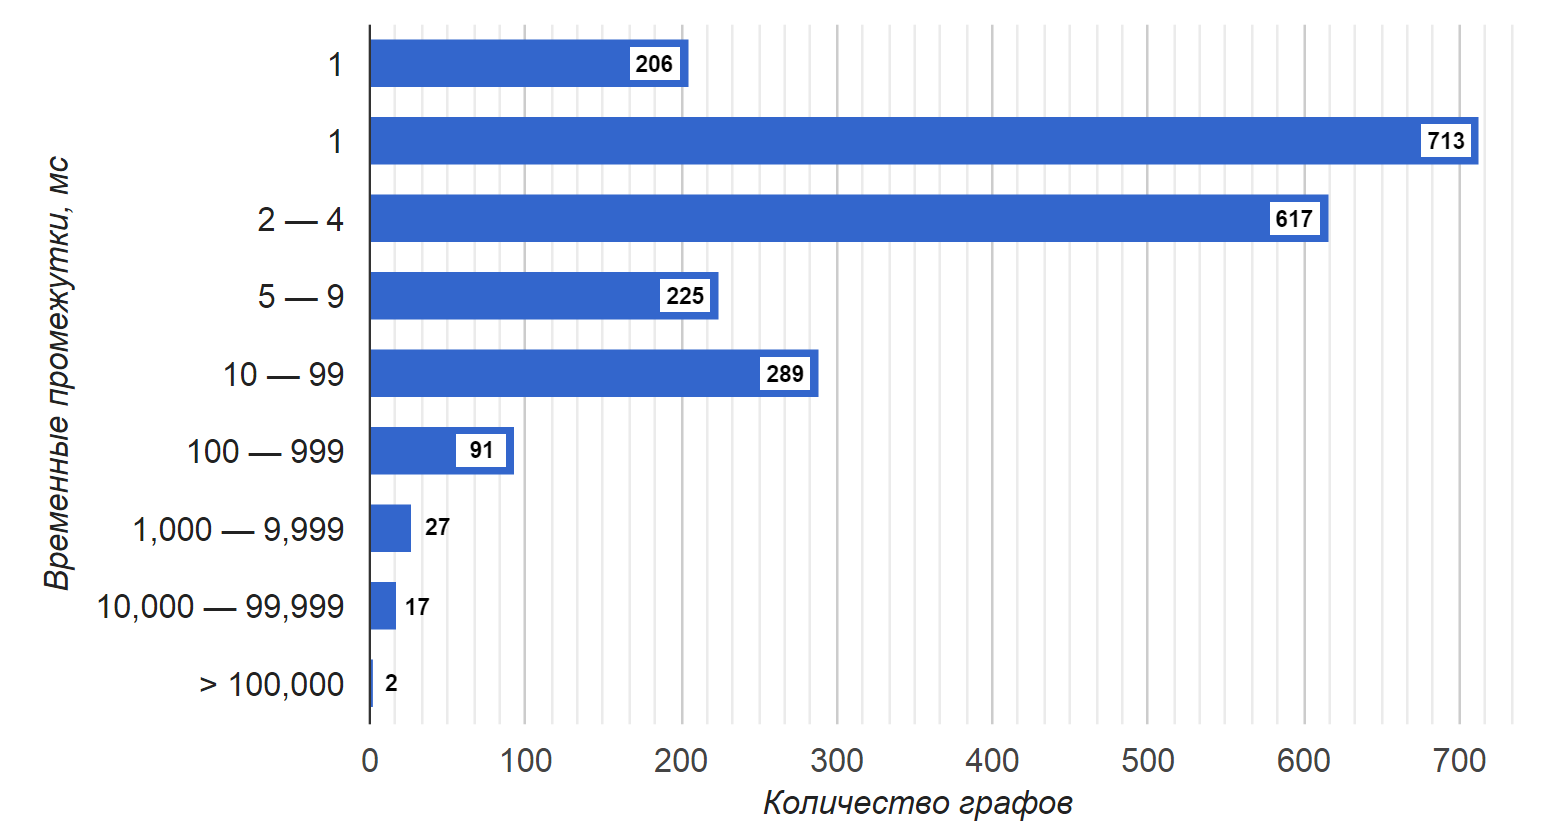 Временные промежутки, мс
1
206
1
713
2 — 4
617
5 — 9
225
10 — 99
289
100 — 999
91
1,000 — 9,999
27
10,000 — 99,999
17
> 100,000
2
0 100 200 300 400 500 600 700
Количество графов